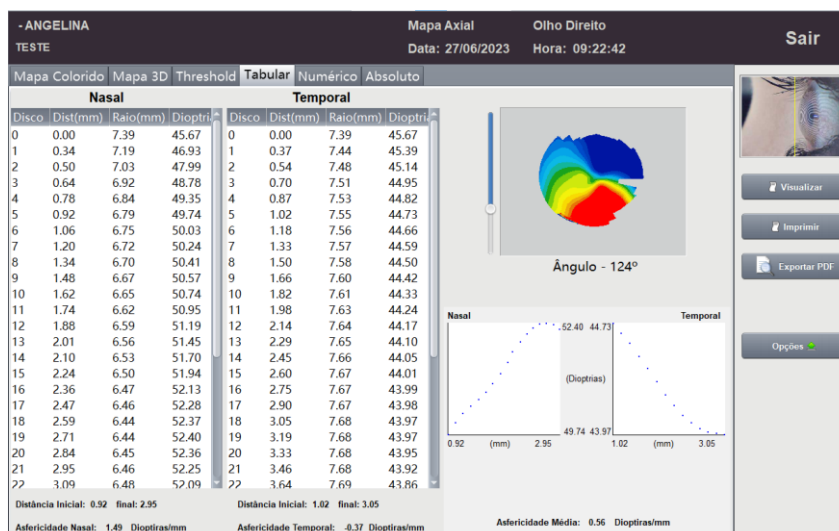 - ANGELINA
TESTE
Mapa Axial Olho Direito
Data: 27/06/2023 Hora: 09:22:42
Sair
Mapa Colorido Mapa 3D Threshold Tabular Numérico Absoluto
Nasal Temporal
Disco Dist(mm) Raio(mm) Dioptri Disco Dist(mm) Raio(mm) Dioptri
0 0.00 7.39 45.67 0 0.00 7.39 45.67
1 0.34 7.19 46.93 1 0.37 7.44 45.39
2 0.50 7.03 47.99 2 0.54 7.48 45.14
3 0.64 6.92 48.78 3 0.70 7.51 44.95
4 0.78 6.84 49.35 4 0.87 7.53 44.82
5 0.92 6.79 49.74 5 1.02 7.55 44.73
6 1.06 6.75 50.03 6 1.18 7.56 44.66
7 1.20 6.72 50.24 7 1.33 7.57 44.59
8 1.34 6.70 50.41 8 1.50 7.58 44.50
9 1.48 6.67 50.57 9 1.66 7.60 44.42
10 1.62 6.65 50.74 10 1.82 7.61 44.33
11 1.74 6.62 50.95 11 1.98 7.63 44.24
12 1.88 6.59 51.19 12 2.14 7.64 44.17
13 2.01 6.56 51.45 13 2.29 7.65 44.10
14 2.10 6.53 51.70 14 2.45 7.66 44.05
15 2.24 6.50 51.94 15 2.60 7.67 44.01
16 2.36 6.47 52.13 16 2.75 7.67 43.99
17 2.47 6.46 52.28 17 2.90 7.67 43.98
18 2.59 6.44 52.37 18 3.05 7.68 43.97
19 2.71 6.44 52.40 19 3.19 7.68 43.97
20 2.84 6.45 52.36 20 3.33 7.68 43.95
21 2.95 6.46 52.25 21 3.46 7.68 43.92
22 3.09 6.48 52.09 22 3.64 7.69 43.86
Distância Inicial: 0.92 final: 2.95 Distância Inicial: 1.02 final: 3.05
Asfericidade Nasal: 1.49 Dioptiras/mm Asfericidade Temporal: -0.37 Dioptiras/mm
Ângulo - 124º
Nasal Temporal
52.40 44.73
(Dioptrias)
49.74 43.97
0.92 (mm) 2.95 1.02 (mm) 3.05
Asfericidade Média: 0.56 Dioptiras/mm
Visualizar
Imprimir
Exportar PDF
Opções